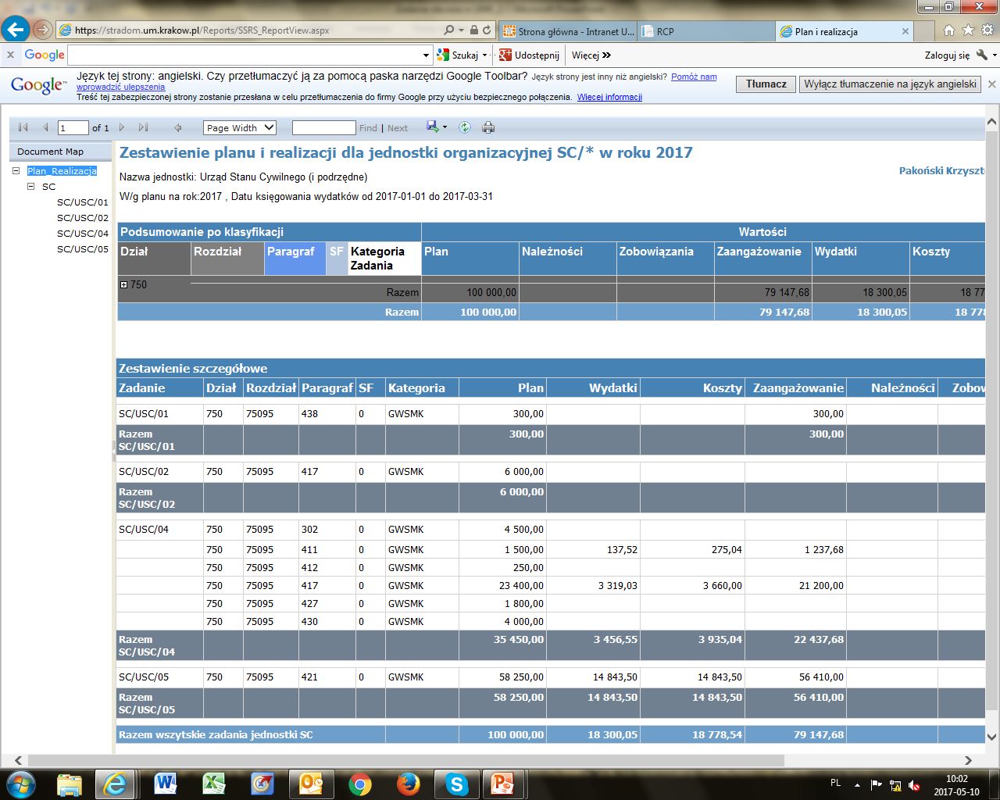 https://stradom.um.krakow.pl/Reports/SSRS_ReportView.aspx
Strona główna - Intranet U...
RCP
Plan i realizacja
x Google
Szukaj
Udostępnij
Więcej »
Zaloguj się
Google™
Język tej strony: angielski. Czy przetłumaczyć ją za pomocą paska narzędzi Google Toolbar? Język strony jest inny niż angielski? Pomóż nam
wprowadzić ulepszenia
Treść tej zabezpieczonej strony zostanie przesłana w celu przetłumaczenia do firmy Google przy użyciu bezpiecznego połączenia. Więcej informacji
Tłumacz
Wyłącz tłumaczenie na język angielski
1 of 1
Page Width
Find | Next
Document Map
Plan_Realizacja
SC
SC/USC/01
SC/USC/02
SC/USC/04
SC/USC/05
Zestawienie planu i realizacji dla jednostki organizacyjnej SC/* w roku 2017
Pakoński Krzyszt
Nazwa jednostki: Urząd Stanu Cywilnego (i podrzędne)
W/g planu na rok:2017 , Datu księgowania wydatków od 2017-01-01 do 2017-03-31
Podsumowanie po klasyfikacji Wartości
Dział Rozdział Paragraf SF Kategoria Zadania Plan Należności Zobowiązania Zaangażowanie Wydatki Koszty
750
Razem 100 000,00 79 147,68 18 300,05 18 77
Razem 100 000,00 79 147,68 18 300,05 18 77
Zestawienie szczegółowe
Zadanie Dział Rozdział Paragraf SF Kategoria Plan Wydatki Koszty Zaangażowanie Należności Zobow
SC/USC/01 750 75095 438 0 GWSMK 300,00 300,00
Razem SC/USC/01 300,00 300,00
SC/USC/02 750 75095 417 0 GWSMK 6 000,00
Razem SC/USC/02 6 000,00
SC/USC/04 750 75095 302 0 GWSMK 4 500,00
750 75095 411 0 GWSMK 1 500,00 137,52 275,04 1 237,68
750 75095 412 0 GWSMK 250,00
750 75095 417 0 GWSMK 23 400,00 3 319,03 3 660,00 21 200,00
750 75095 427 0 GWSMK 1 800,00
750 75095 430 0 GWSMK 4 000,00
Razem SC/USC/04 35 450,00 3 456,55 3 935,04 22 437,68
SC/USC/05 750 75095 421 0 GWSMK 58 250,00 14 843,50 14 843,50 56 410,00
Razem SC/USC/05 58 250,00 14 843,50 14 843,50 56 410,00
Razem wszytskie zadania jednostki SC 100 000,00 18 300,05 18 778,54 79 147,68
PL
10:02
2017-05-10